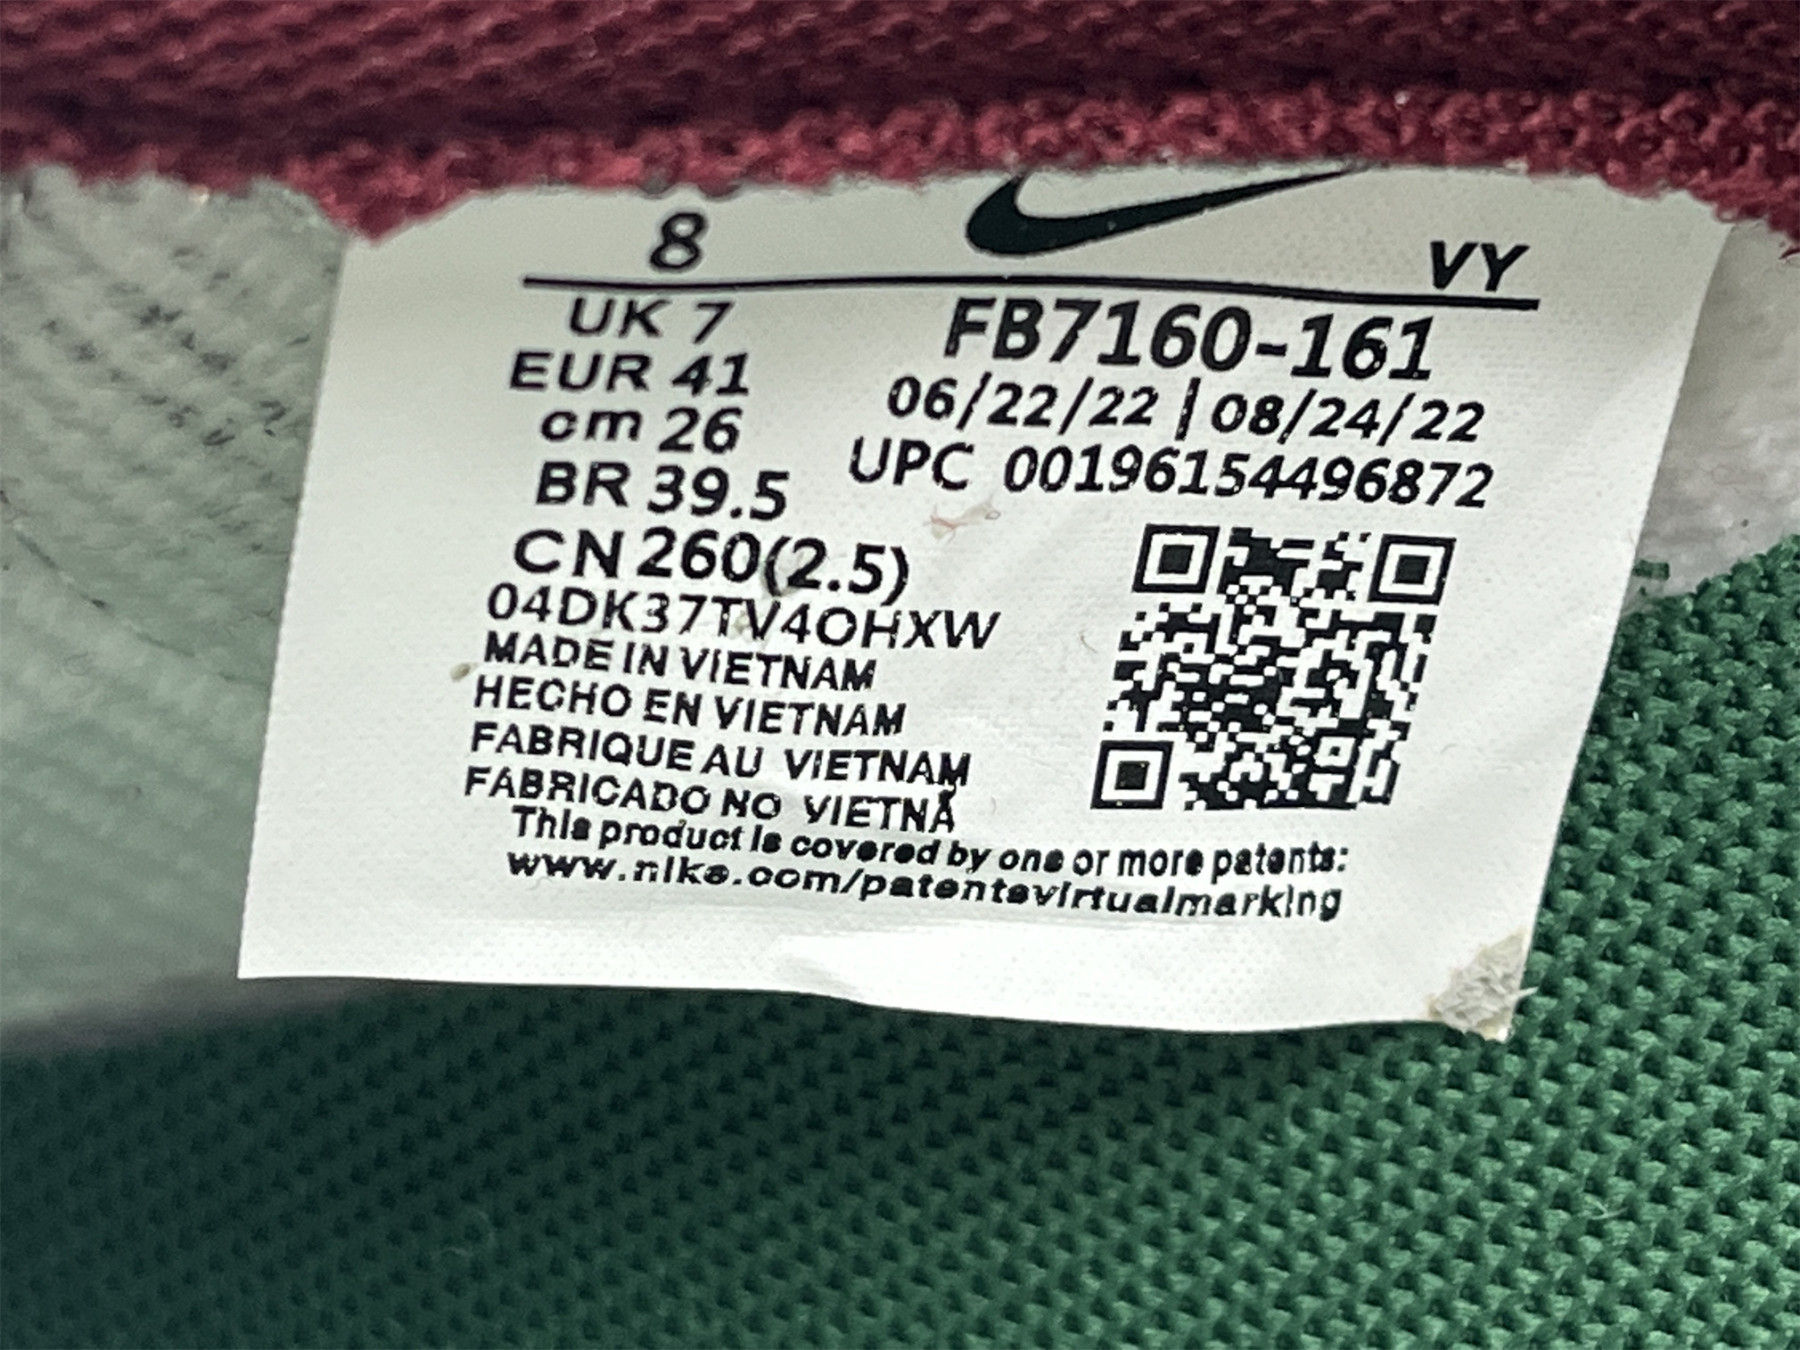 8
VY
UK 7
EUR 41
cm 26
BR 39.5
CN 260(2.5)
04DK37TV4OHXW
MADE IN VIETNAM
HECHO EN VIETNAM
FABRIQUE AU VIETNAM
FABRICADO NO VIETNÃ
FB7160-161
06/22/22 | 08/24/22
UPC 00196154496872
This product is covered by one or more patents:
www.nike.com/patentsvirtualmarking